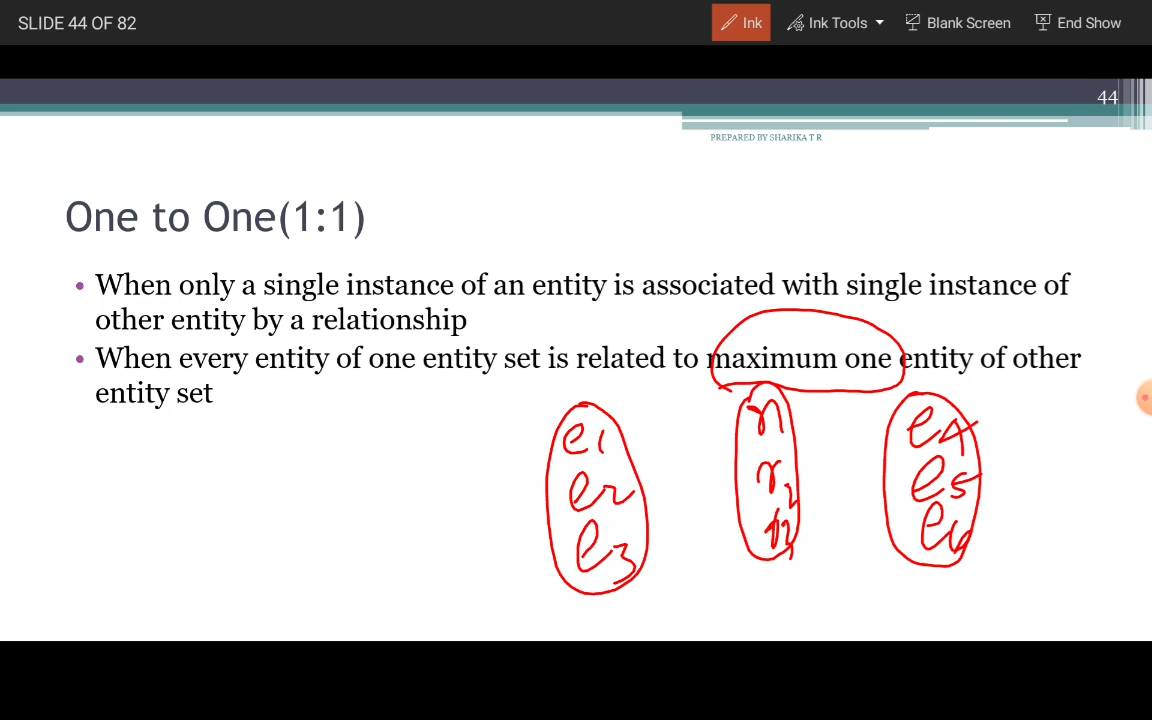 SLIDE 44 OF 82 Ink Ink Tools Blank Screen End Show
44
PREPARED BY SHARIKA T R
One to One(1:1)
• When only a single instance of an entity is associated with single instance of
other entity by a relationship
• When every entity of one entity set is related to maximum one entity of other
entity set
e1 e4
e2 r2 e5
e3 e6